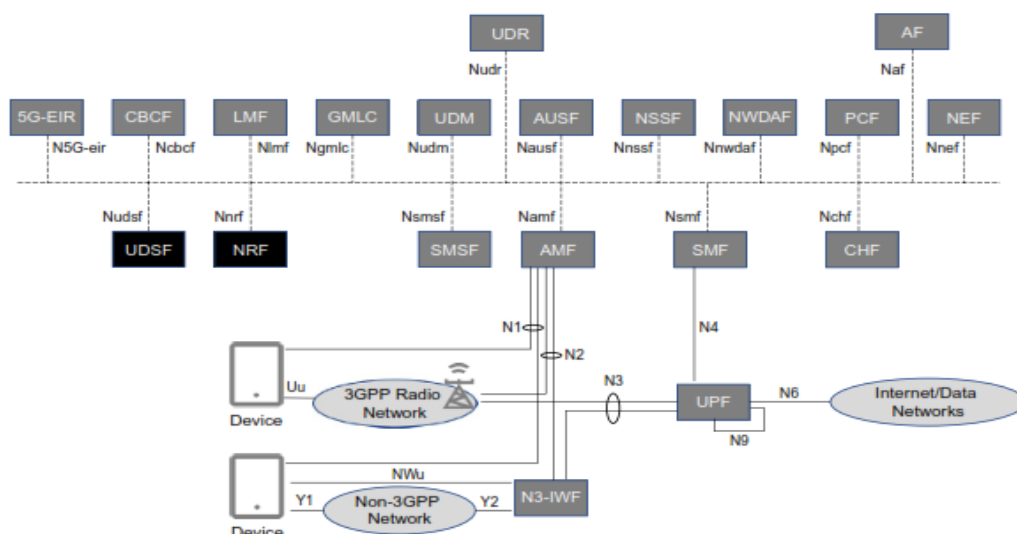 UDR
AF
Nudr
Naf
5G-EIR
CBCF
LMF
GMLC
UDM
AUSF
NSSF
NWDAF
PCF
NEF
N5G-eir
Ncbcf
Nlmf
Ngmlc
Nudm
Nausf
Nnssf
Nnwdaf
Npcf
Nnef
Nudsf
Nnrf
Nsmsf
Namf
Nsmf
Nchf
UDSF
NRF
SMSF
AMF
SMF
CHF
N1
N4
N2
Uu
3GPP Radio
Network
N3
UPF
N6
Internet/Data
Networks
Device
N9
NWu
Y1
Non-3GPP
Network
Y2
N3-IWF
Device